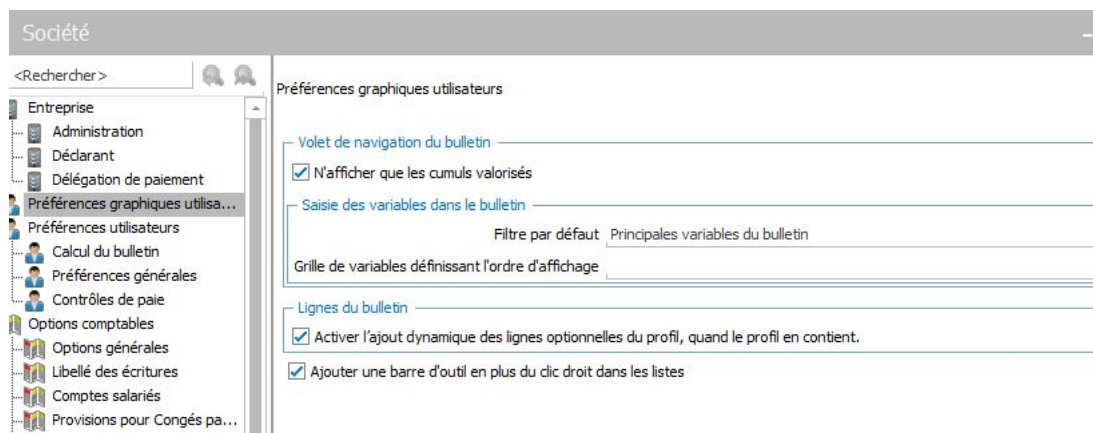 Société
<Rechercher>
Entreprise
Administration
Déclarant
Délégation de paiement
Préférences graphiques utilisa...
Préférences utilisateurs
Calcul du bulletin
Préférences générales
Contrôles de paie
Options comptables
Options générales
Libellé des écritures
Comptes salariés
Provisions pour Congés pa...
Préférences graphiques utilisateurs
Volet de navigation du bulletin
N'afficher que les cumuls valorisés
Saisie des variables dans le bulletin
Filtre par défaut Principales variables du bulletin
Grille de variables définissant l'ordre d'affichage
Lignes du bulletin
Activer l'ajout dynamique des lignes optionnelles du profil, quand le profil en contient.
Ajouter une barre d'outil en plus du clic droit dans les listes